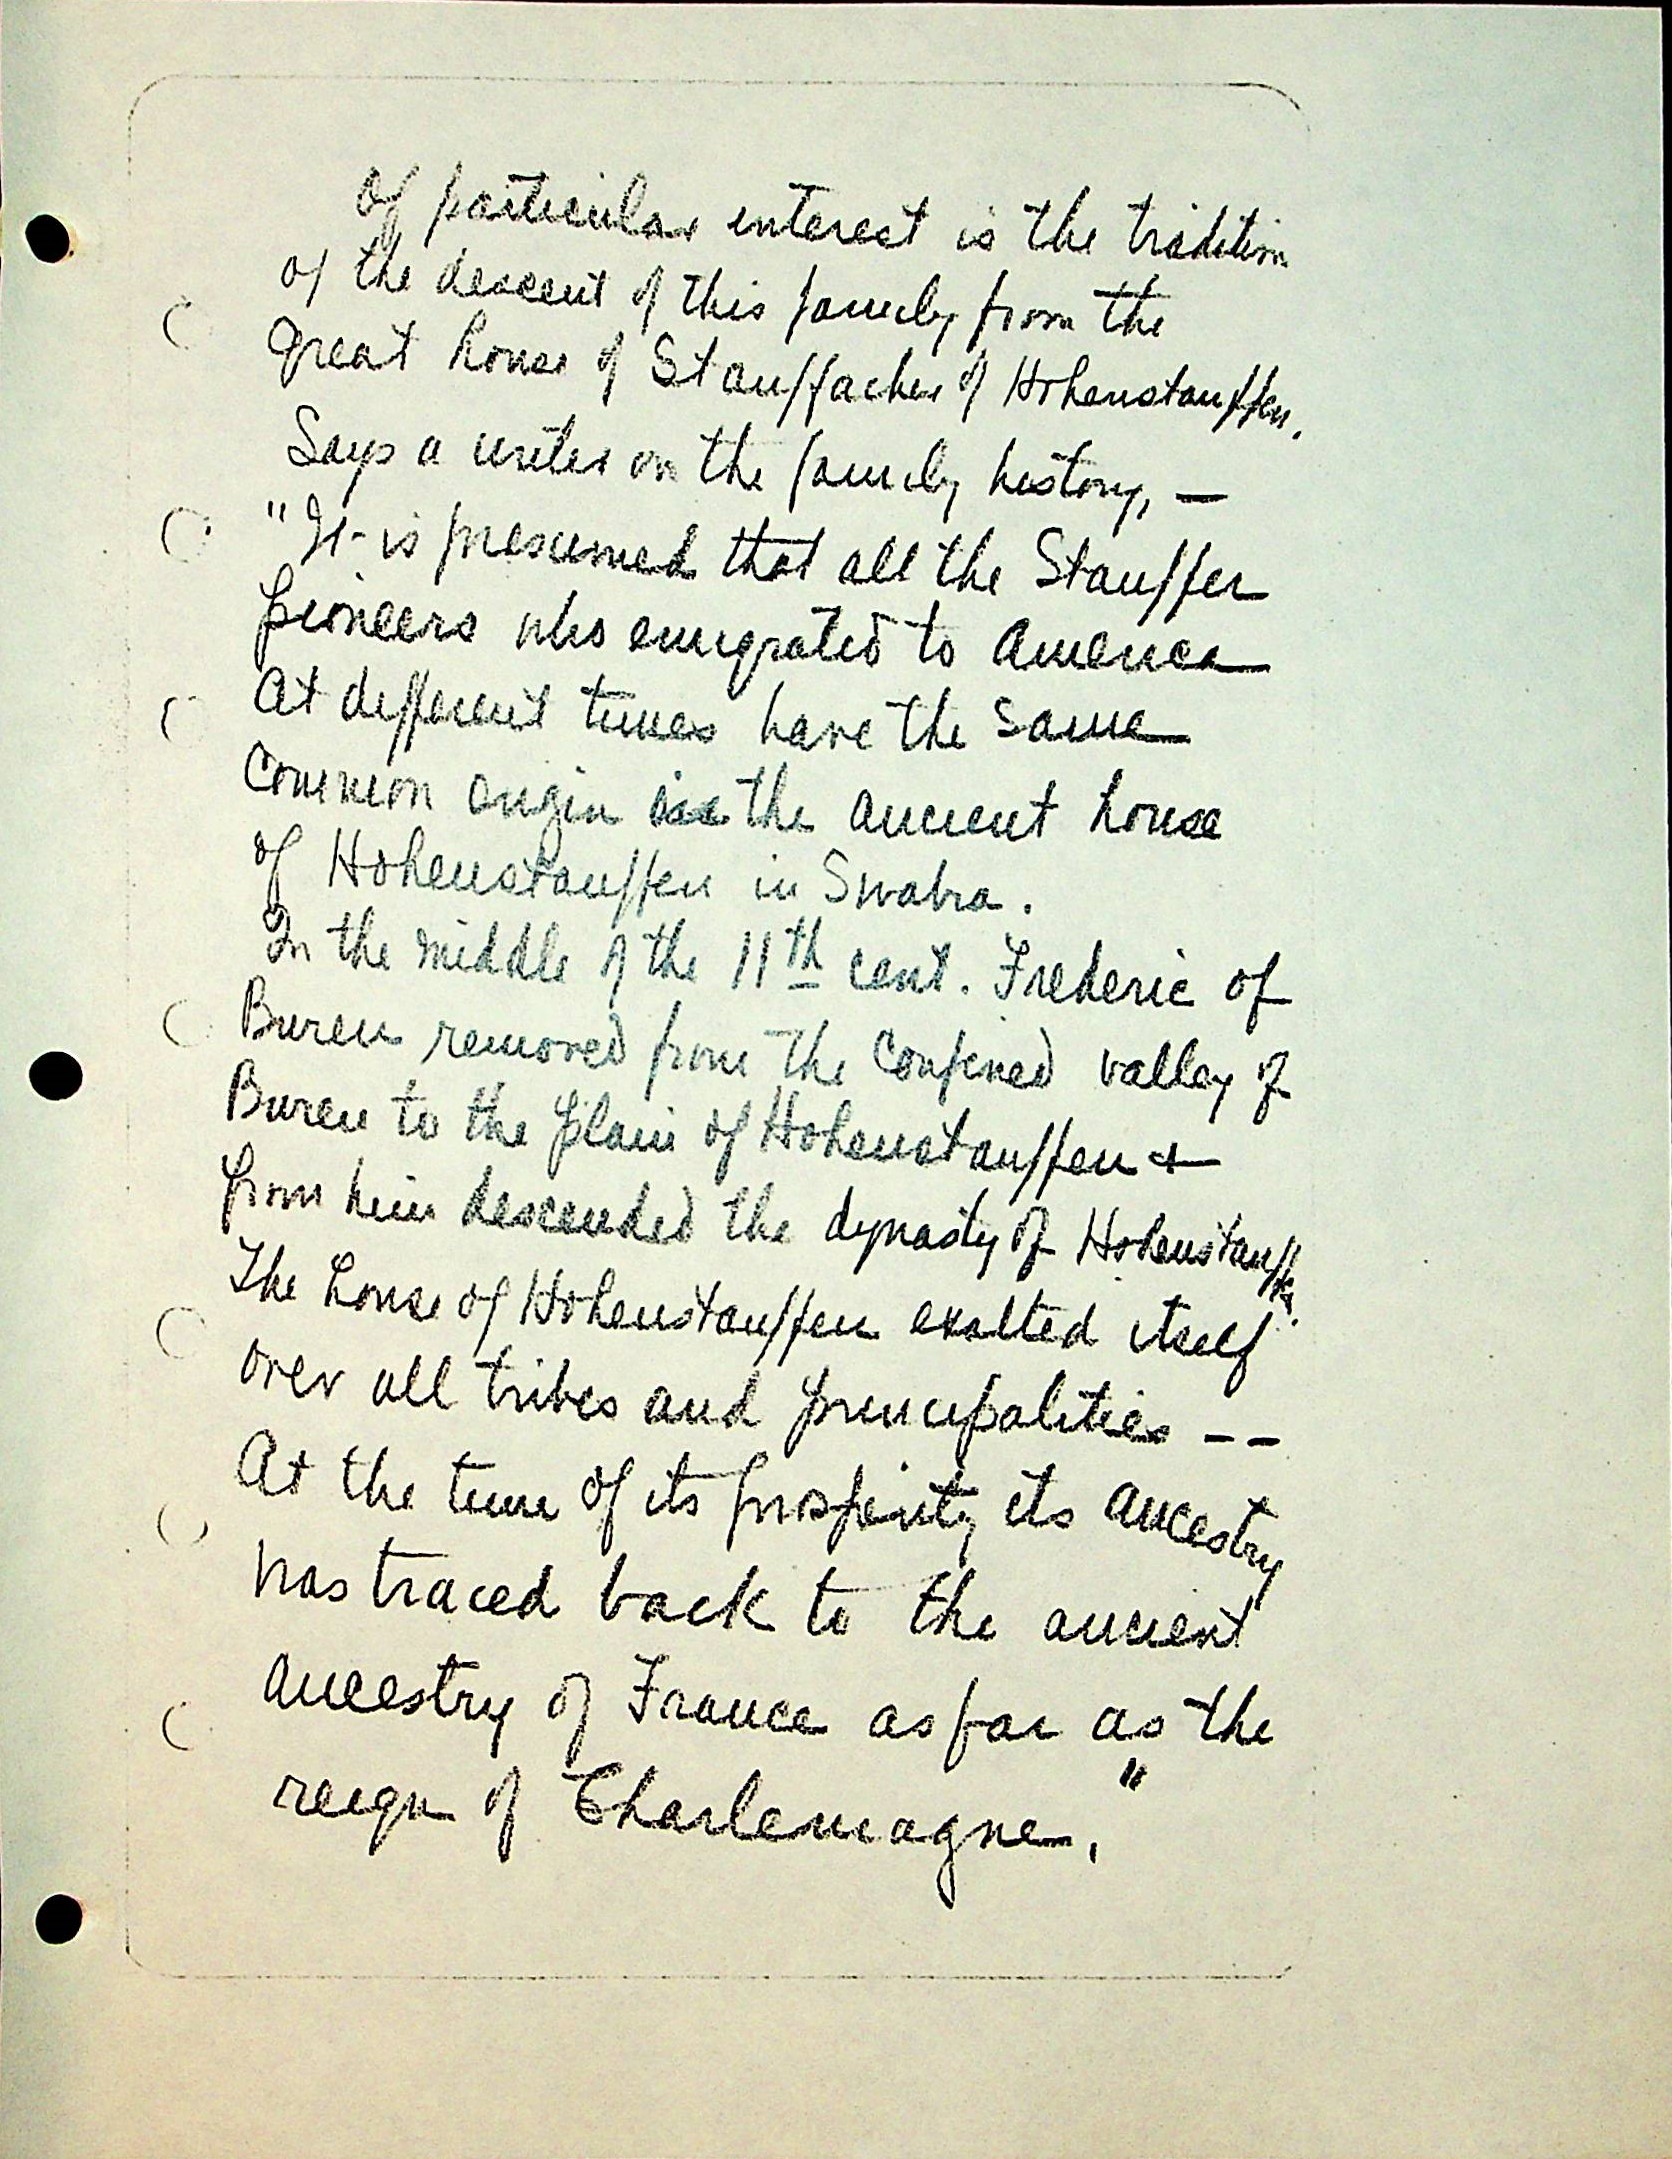 Of particular interest is the tradition
of the descent of this family from the
great house of Stauffacher of Hohenstauffen.
Says a writer on the family history, —
"It is presumed that all the Stauffer
pioneers who emigrated to America
at different times have the same
common origin in the ancient house
of Hohenstauffen in Swabia.
In the middle of the 11th cent. Frederic of
Buren removed from the confined valley of
Buren to the plain of Hohenstauffen +
from him descended the dynasty of Hohenstauffen.
The house of Hohenstauffen exalted itself
over all tribes and principalities --
At the time of its prosperity its ancestry
was traced back to the ancient
ancestry of France as far as the
reign of Charlemagne."